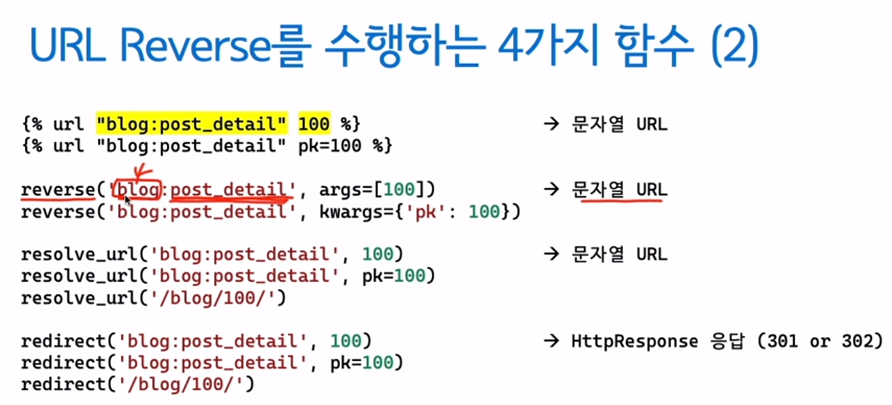 URL Reverse를 수행하는 4가지 함수 (2)
{% url "blog:post_detail" 100 %} → 문자열 URL
{% url "blog:post_detail" pk=100 %}
reverse('blog:post_detail', args=[100]) → 문자열 URL
reverse('blog:post_detail', kwargs={'pk': 100})
resolve_url('blog:post_detail', 100) → 문자열 URL
resolve_url('blog:post_detail', pk=100)
resolve_url('/blog/100/')
redirect('blog:post_detail', 100) → HttpResponse 응답 (301 or 302)
redirect('blog:post_detail', pk=100)
redirect('/blog/100/')